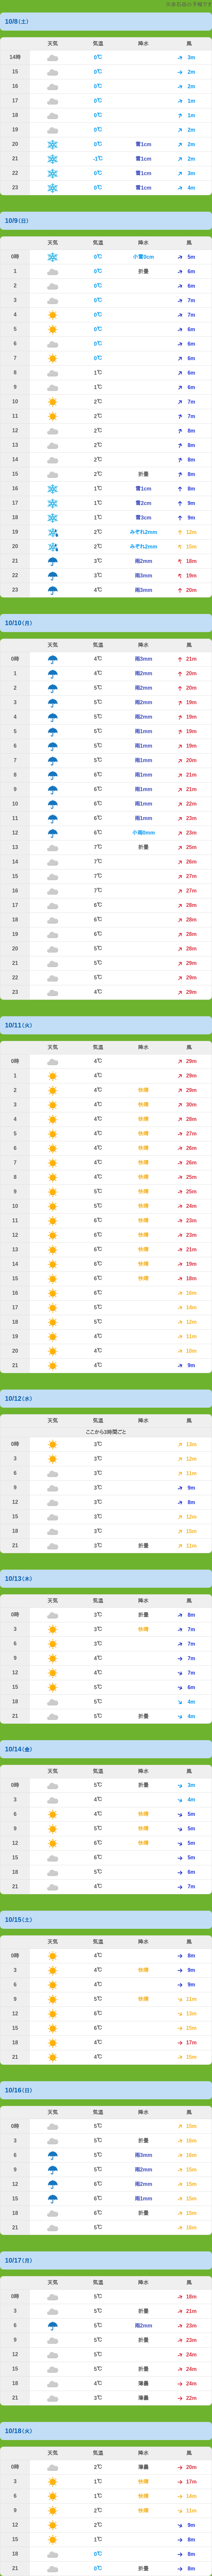 10/8(土)
天気 気温 降水 風
14時 0℃ 3m
15 0℃ 2m
16 0℃ 2m
17 0℃ 1m
18 0℃ 1m
19 0℃ 2m
20 0℃ 雪1cm 2m
21 -1℃ 雪1cm 2m
22 0℃ 雪1cm 3m
23 0℃ 雪1cm 4m
10/9(日)
天気 気温 降水 風
0時 0℃ 小雪0cm 5m
1 0℃ 折曇 6m
2 0℃ 6m
3 0℃ 7m
4 0℃ 7m
5 0℃ 6m
6 0℃ 6m
7 0℃ 6m
8 1℃ 6m
9 1℃ 6m
10 2℃ 7m
11 2℃ 7m
12 2℃ 8m
13 2℃ 8m
14 2℃ 8m
15 2℃ 折曇 8m
16 1℃ 雪1cm 8m
17 1℃ 雪2cm 9m
18 1℃ 雪3cm 9m
19 2℃ みぞれ2mm 12m
20 2℃ みぞれ2mm 15m
21 3℃ 雨2mm 18m
22 3℃ 雨3mm 19m
23 4℃ 雨3mm 20m
10/10(月)
天気 気温 降水 風
0時 4℃ 雨3mm 21m
1 4℃ 雨2mm 20m
2 5℃ 雨2mm 20m
3 5℃ 雨2mm 19m
4 4℃ 雨2mm 19m
5 5℃ 雨1mm 19m
6 5℃ 雨1mm 19m
7 5℃ 雨1mm 20m
8 6℃ 雨1mm 21m
9 6℃ 雨1mm 21m
10 6℃ 雨1mm 22m
11 6℃ 雨1mm 23m
12 6℃ 小雨0mm 23m
13 7℃ 折曇 25m
14 7℃ 26m
15 7℃ 27m
16 7℃ 27m
17 6℃ 28m
18 6℃ 28m
19 6℃ 28m
20 5℃ 28m
21 5℃ 29m
22 5℃ 29m
23 4℃ 29m
10/11(火)
天気 気温 降水 風
0時 4℃ 29m
1 4℃ 29m
2 4℃ 快晴 29m
3 4℃ 快晴 30m
4 4℃ 快晴 28m
5 4℃ 快晴 27m
6 4℃ 快晴 26m
7 4℃ 快晴 26m
8 4℃ 快晴 25m
9 5℃ 快晴 25m
10 5℃ 快晴 24m
11 6℃ 快晴 23m
12 6℃ 快晴 23m
13 6℃ 快晴 21m
14 6℃ 快晴 19m
15 6℃ 快晴 18m
16 6℃ 16m
17 5℃ 14m
18 5℃ 12m
19 4℃ 11m
20 4℃ 10m
21 4℃ 9m
10/12(水)
天気 気温 降水 風
ここから3時間ごと
0時 3℃ 13m
3 3℃ 12m
6 3℃ 11m
9 3℃ 9m
12 3℃ 8m
15 3℃ 12m
18 3℃ 10m
21 3℃ 折曇 11m
10/13(木)
天気 気温 降水 風
0時 3℃ 折曇 8m
3 3℃ 快晴 7m
6 3℃ 7m
9 4℃ 7m
12 4℃ 7m
15 5℃ 6m
18 5℃ 4m
21 5℃ 折曇 4m
10/14(金)
天気 気温 降水 風
0時 5℃ 折曇 3m
3 4℃ 4m
6 4℃ 快晴 5m
9 5℃ 快晴 5m
12 6℃ 快晴 5m
15 6℃ 5m
18 5℃ 6m
21 4℃ 7m
10/15(土)
天気 気温 降水 風
0時 4℃ 8m
3 4℃ 快晴 9m
6 4℃ 9m
9 5℃ 快晴 11m
12 6℃ 13m
15 6℃ 15m
18 4℃ 17m
21 4℃ 15m
10/16(日)
天気 気温 降水 風
0時 5℃ 15m
3 5℃ 折曇 16m
6 5℃ 雨3mm 16m
9 5℃ 雨2mm 15m
12 6℃ 雨2mm 15m
15 6℃ 雨1mm 15m
18 6℃ 折曇 15m
21 5℃ 16m
10/17(月)
天気 気温 降水 風
0時 5℃ 18m
3 5℃ 折曇 21m
6 5℃ 雨2mm 23m
9 5℃ 折曇 23m
12 5℃ 24m
15 5℃ 折曇 24m
18 4℃ 薄曇 24m
21 3℃ 薄曇 22m
10/18(火)
天気 気温 降水 風
0時 2℃ 薄曇 20m
3 1℃ 快晴 17m
6 1℃ 快晴 14m
9 2℃ 快晴 11m
12 2℃ 9m
15 1℃ 8m
18 0℃ 8m
21 0℃ 折曇 8m